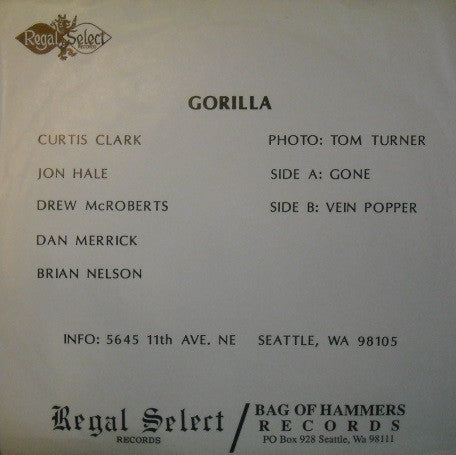 Regal Select
RECORDS
GORILLA
CURTIS CLARK
JON HALE
DREW McROBERTS
DAN MERRICK
BRIAN NELSON
PHOTO: TOM TURNER
SIDE A: GONE
SIDE B: VEIN POPPER
INFO: 5645 11th AVE. NE SEATTLE, WA 98105
Regal Select
RECORDS
/
BAG OF HAMMERS
RECORDS
PO Box 928 Seattle, Wa 98111